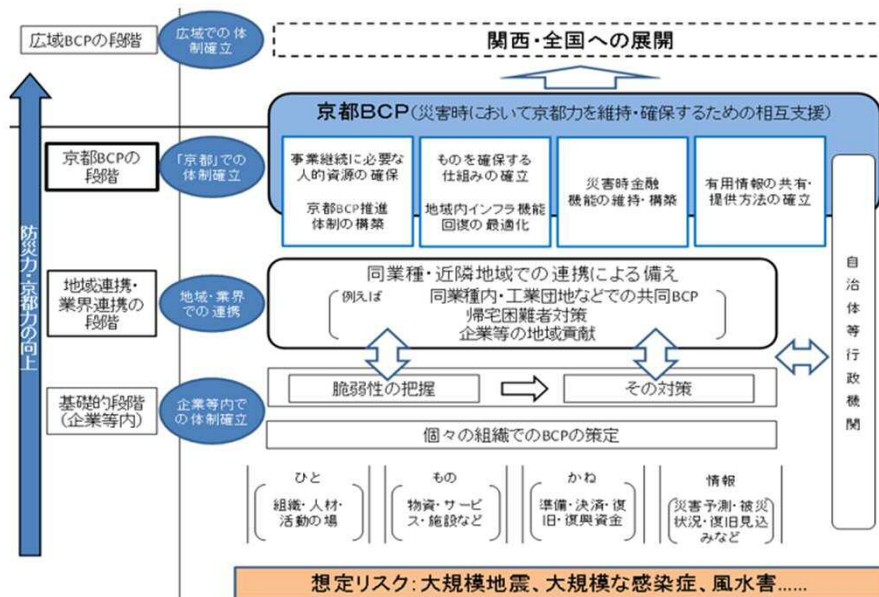 広域BCPの段階
広域での体
制確立
関西・全国への展開
京都BCP(災害時において京都力を維持・確保するための相互支援)
京都BCPの
段階
「京都」での
体制確立
事業継続に必要な
人的資源の確保
京都BCP推進
体制の構築
ものを確保する
仕組みの確立
地域内インフラ機能
回復の最適化
災害時金融
機能の維持・構築
有用情報の共有・
提供方法の確立
防災力・京都力の向上
地域連携・
業界連携の
段階
地域・業界
での連携
同業種・近隣地域での連携による備え
例えば
同業種内・工業団地などでの共同BCP
帰宅困難者対策
企業等の地域貢献
自治体等行政機関
基礎的段階
(企業等内)
企業等内で
の体制確立
脆弱性の把握
その対策
個々の組織でのBCPの策定
ひと
組織・人材・
活動の場
もの
物資・サービ
ス・施設など
かね
準備・決済・復
旧・復興資金
情報
災害予測・被災
状況・復旧見込
みなど
想定リスク:大規模地震、大規模な感染症、風水害......